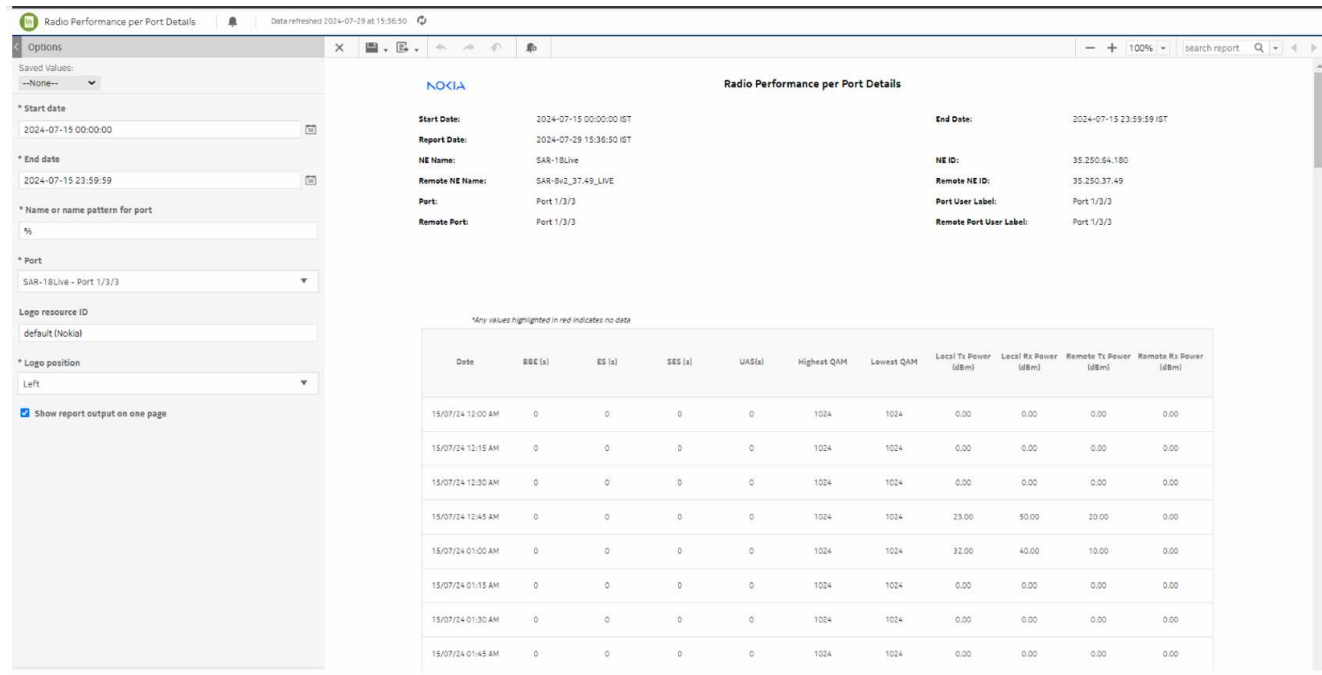 Radio Performance per Port Details
Data refreshed 2024-07-29 at 15:36:50
Options
100%
search report
Saved Values:
--None--
* Start date
2024-07-15 00:00:00
* End date
2024-07-15 23:59:59
* Name or name pattern for port
%
* Port
SAR-18Live - Port 1/3/3
Logo resource ID
default (Nokia)
* Logo position
Left
Show report output on one page
NOKIA
Radio Performance per Port Details
Start Date: 2024-07-15 00:00:00 IST End Date: 2024-07-15 23:59:59 IST
Report Date: 2024-07-29 15:36:50 IST
NE Name: SAR-18Live NE ID: 35.250.64.180
Remote NE Name: SAR-8v2_37.49_LIVE Remote NE ID: 35.250.37.49
Port: Port 1/3/3 Port User Label: Port 1/3/3
Remote Port: Port 1/3/3 Remote Port User Label: Port 1/3/3
*Any values highlighted in red indicates no data
Date BBE (s) ES (s) SES (s) UAS(s) Highest QAM Lowest QAM Local Tx Power (dBm) Local Rx Power (dBm) Remote Tx Power (dBm) Remote Rx Power (dBm)
15/07/24 12:00 AM 0 0 0 0 1024 1024 0.00 0.00 0.00 0.00
15/07/24 12:15 AM 0 0 0 0 1024 1024 0.00 0.00 0.00 0.00
15/07/24 12:30 AM 0 0 0 0 1024 1024 0.00 0.00 0.00 0.00
15/07/24 12:45 AM 0 0 0 0 1024 1024 23.00 50.00 20.00 0.00
15/07/24 01:00 AM 0 0 0 0 1024 1024 32.00 40.00 10.00 0.00
15/07/24 01:15 AM 0 0 0 0 1024 1024 0.00 0.00 0.00 0.00
15/07/24 01:30 AM 0 0 0 0 1024 1024 0.00 0.00 0.00 0.00
15/07/24 01:45 AM 0 0 0 0 1024 1024 0.00 0.00 0.00 0.00